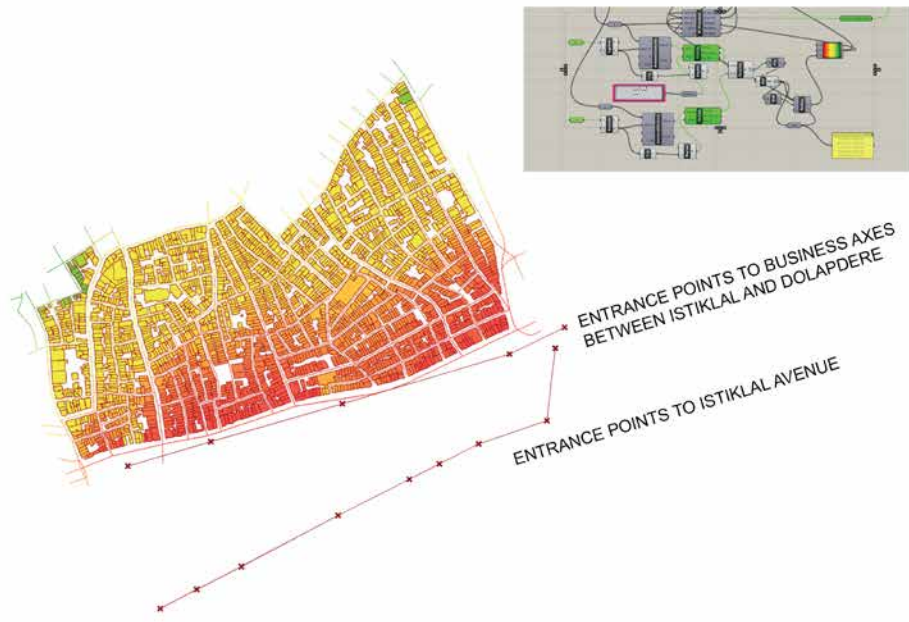 ENTRANCE POINTS TO BUSINESS AXES
BETWEEN ISTIKLAL AND DOLAPDERE
ENTRANCE POINTS TO ISTIKLAL AVENUE